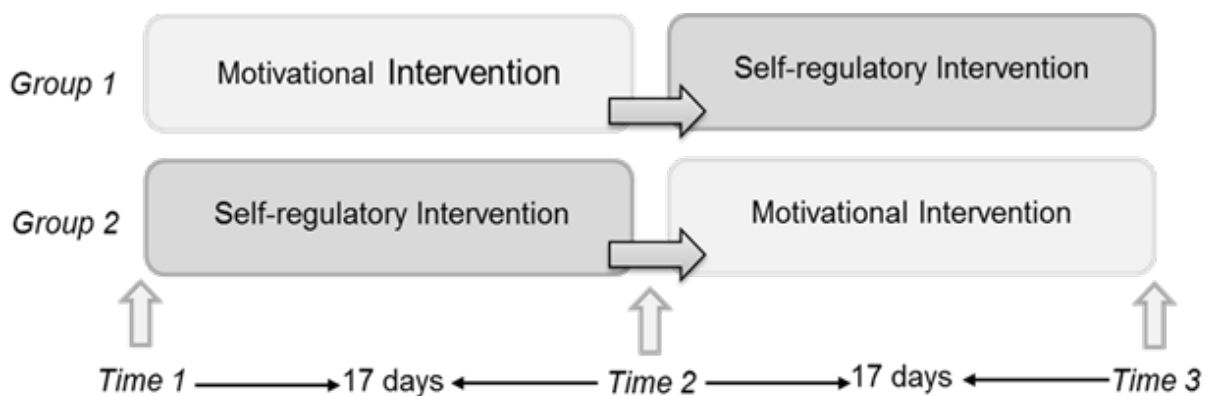 Group 1
Motivational Intervention
Self-regulatory Intervention
Group 2
Self-regulatory Intervention
Motivational Intervention
Time 1 17 days Time 2 17 days Time 3